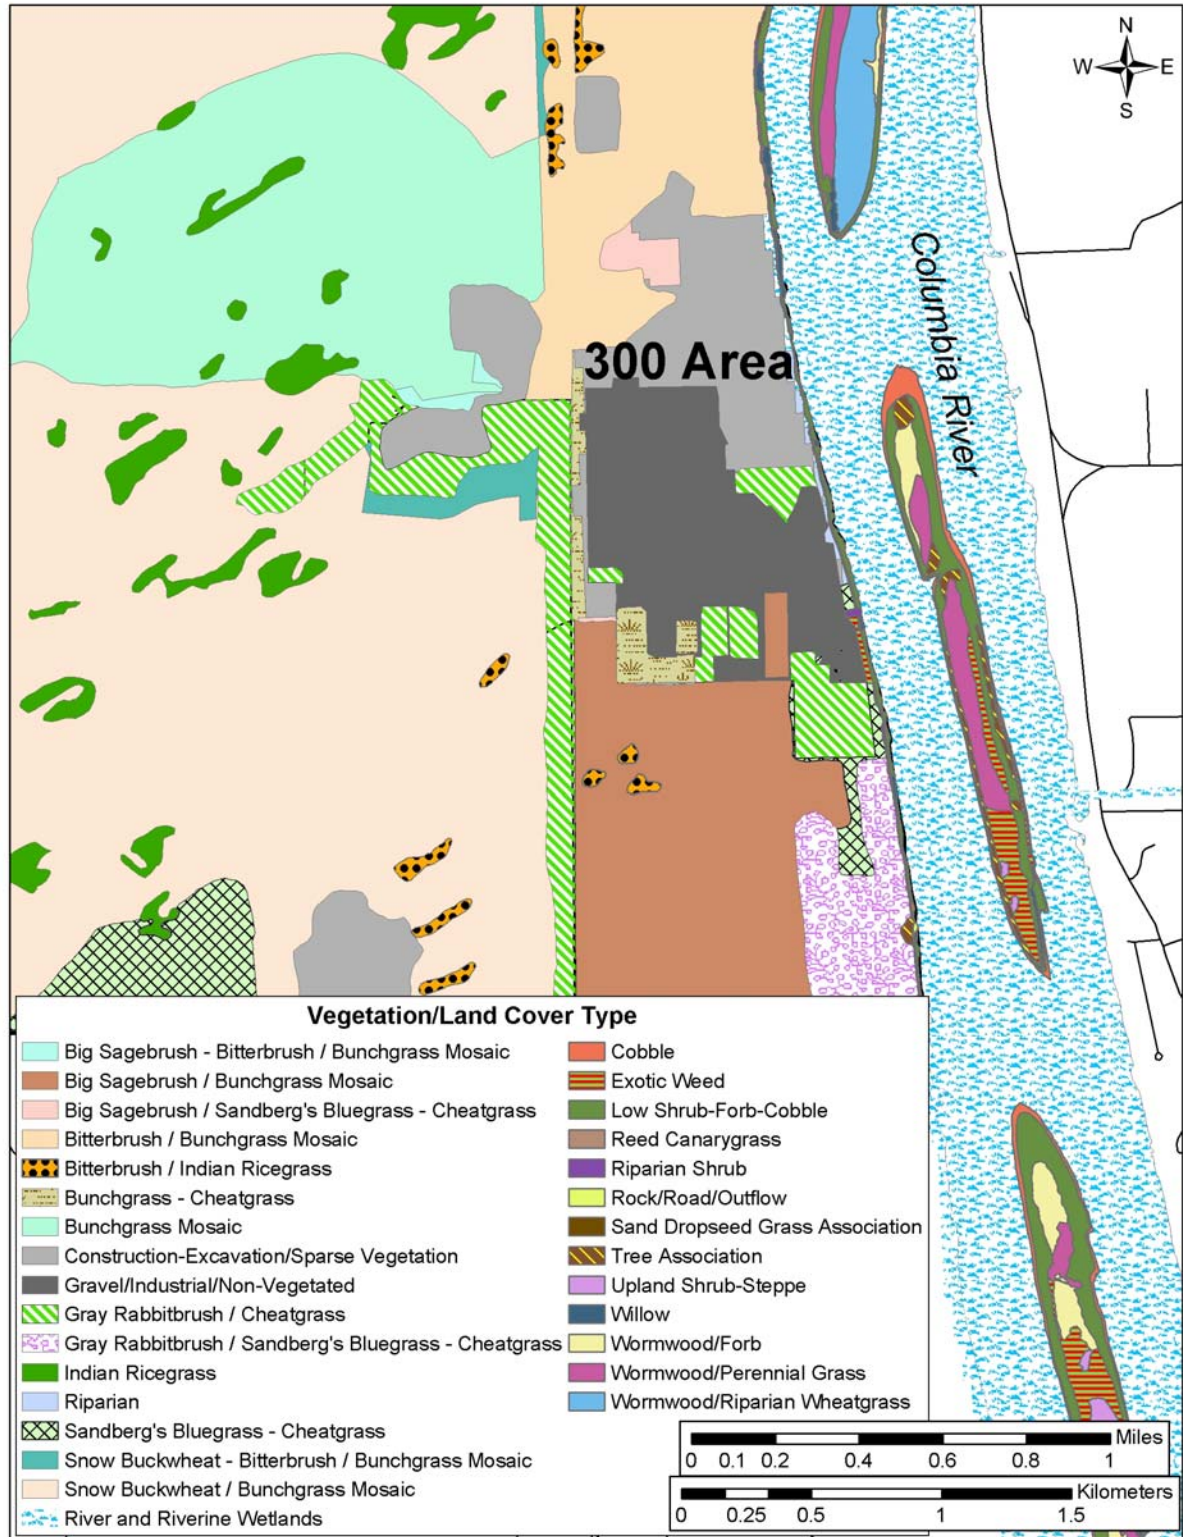 N
W E
S
Columbia River
300 Area
Vegetation/Land Cover Type
Big Sagebrush - Bitterbrush / Bunchgrass Mosaic
Big Sagebrush / Bunchgrass Mosaic
Big Sagebrush / Sandberg's Bluegrass - Cheatgrass
Bitterbrush / Bunchgrass Mosaic
Bitterbrush / Indian Ricegrass
Bunchgrass - Cheatgrass
Bunchgrass Mosaic
Construction-Excavation/Sparse Vegetation
Gravel/Industrial/Non-Vegetated
Gray Rabbitbrush / Cheatgrass
Gray Rabbitbrush / Sandberg's Bluegrass - Cheatgrass
Indian Ricegrass
Riparian
Sandberg's Bluegrass - Cheatgrass
Snow Buckwheat - Bitterbrush / Bunchgrass Mosaic
Snow Buckwheat / Bunchgrass Mosaic
River and Riverine Wetlands
Cobble
Exotic Weed
Low Shrub-Forb-Cobble
Reed Canarygrass
Riparian Shrub
Rock/Road/Outflow
Sand Dropseed Grass Association
Tree Association
Upland Shrub-Steppe
Willow
Wormwood/Forb
Wormwood/Perennial Grass
Wormwood/Riparian Wheatgrass
Miles
0 0.1 0.2 0.4 0.6 0.8 1
Kilometers
0 0.25 0.5 1 1.5